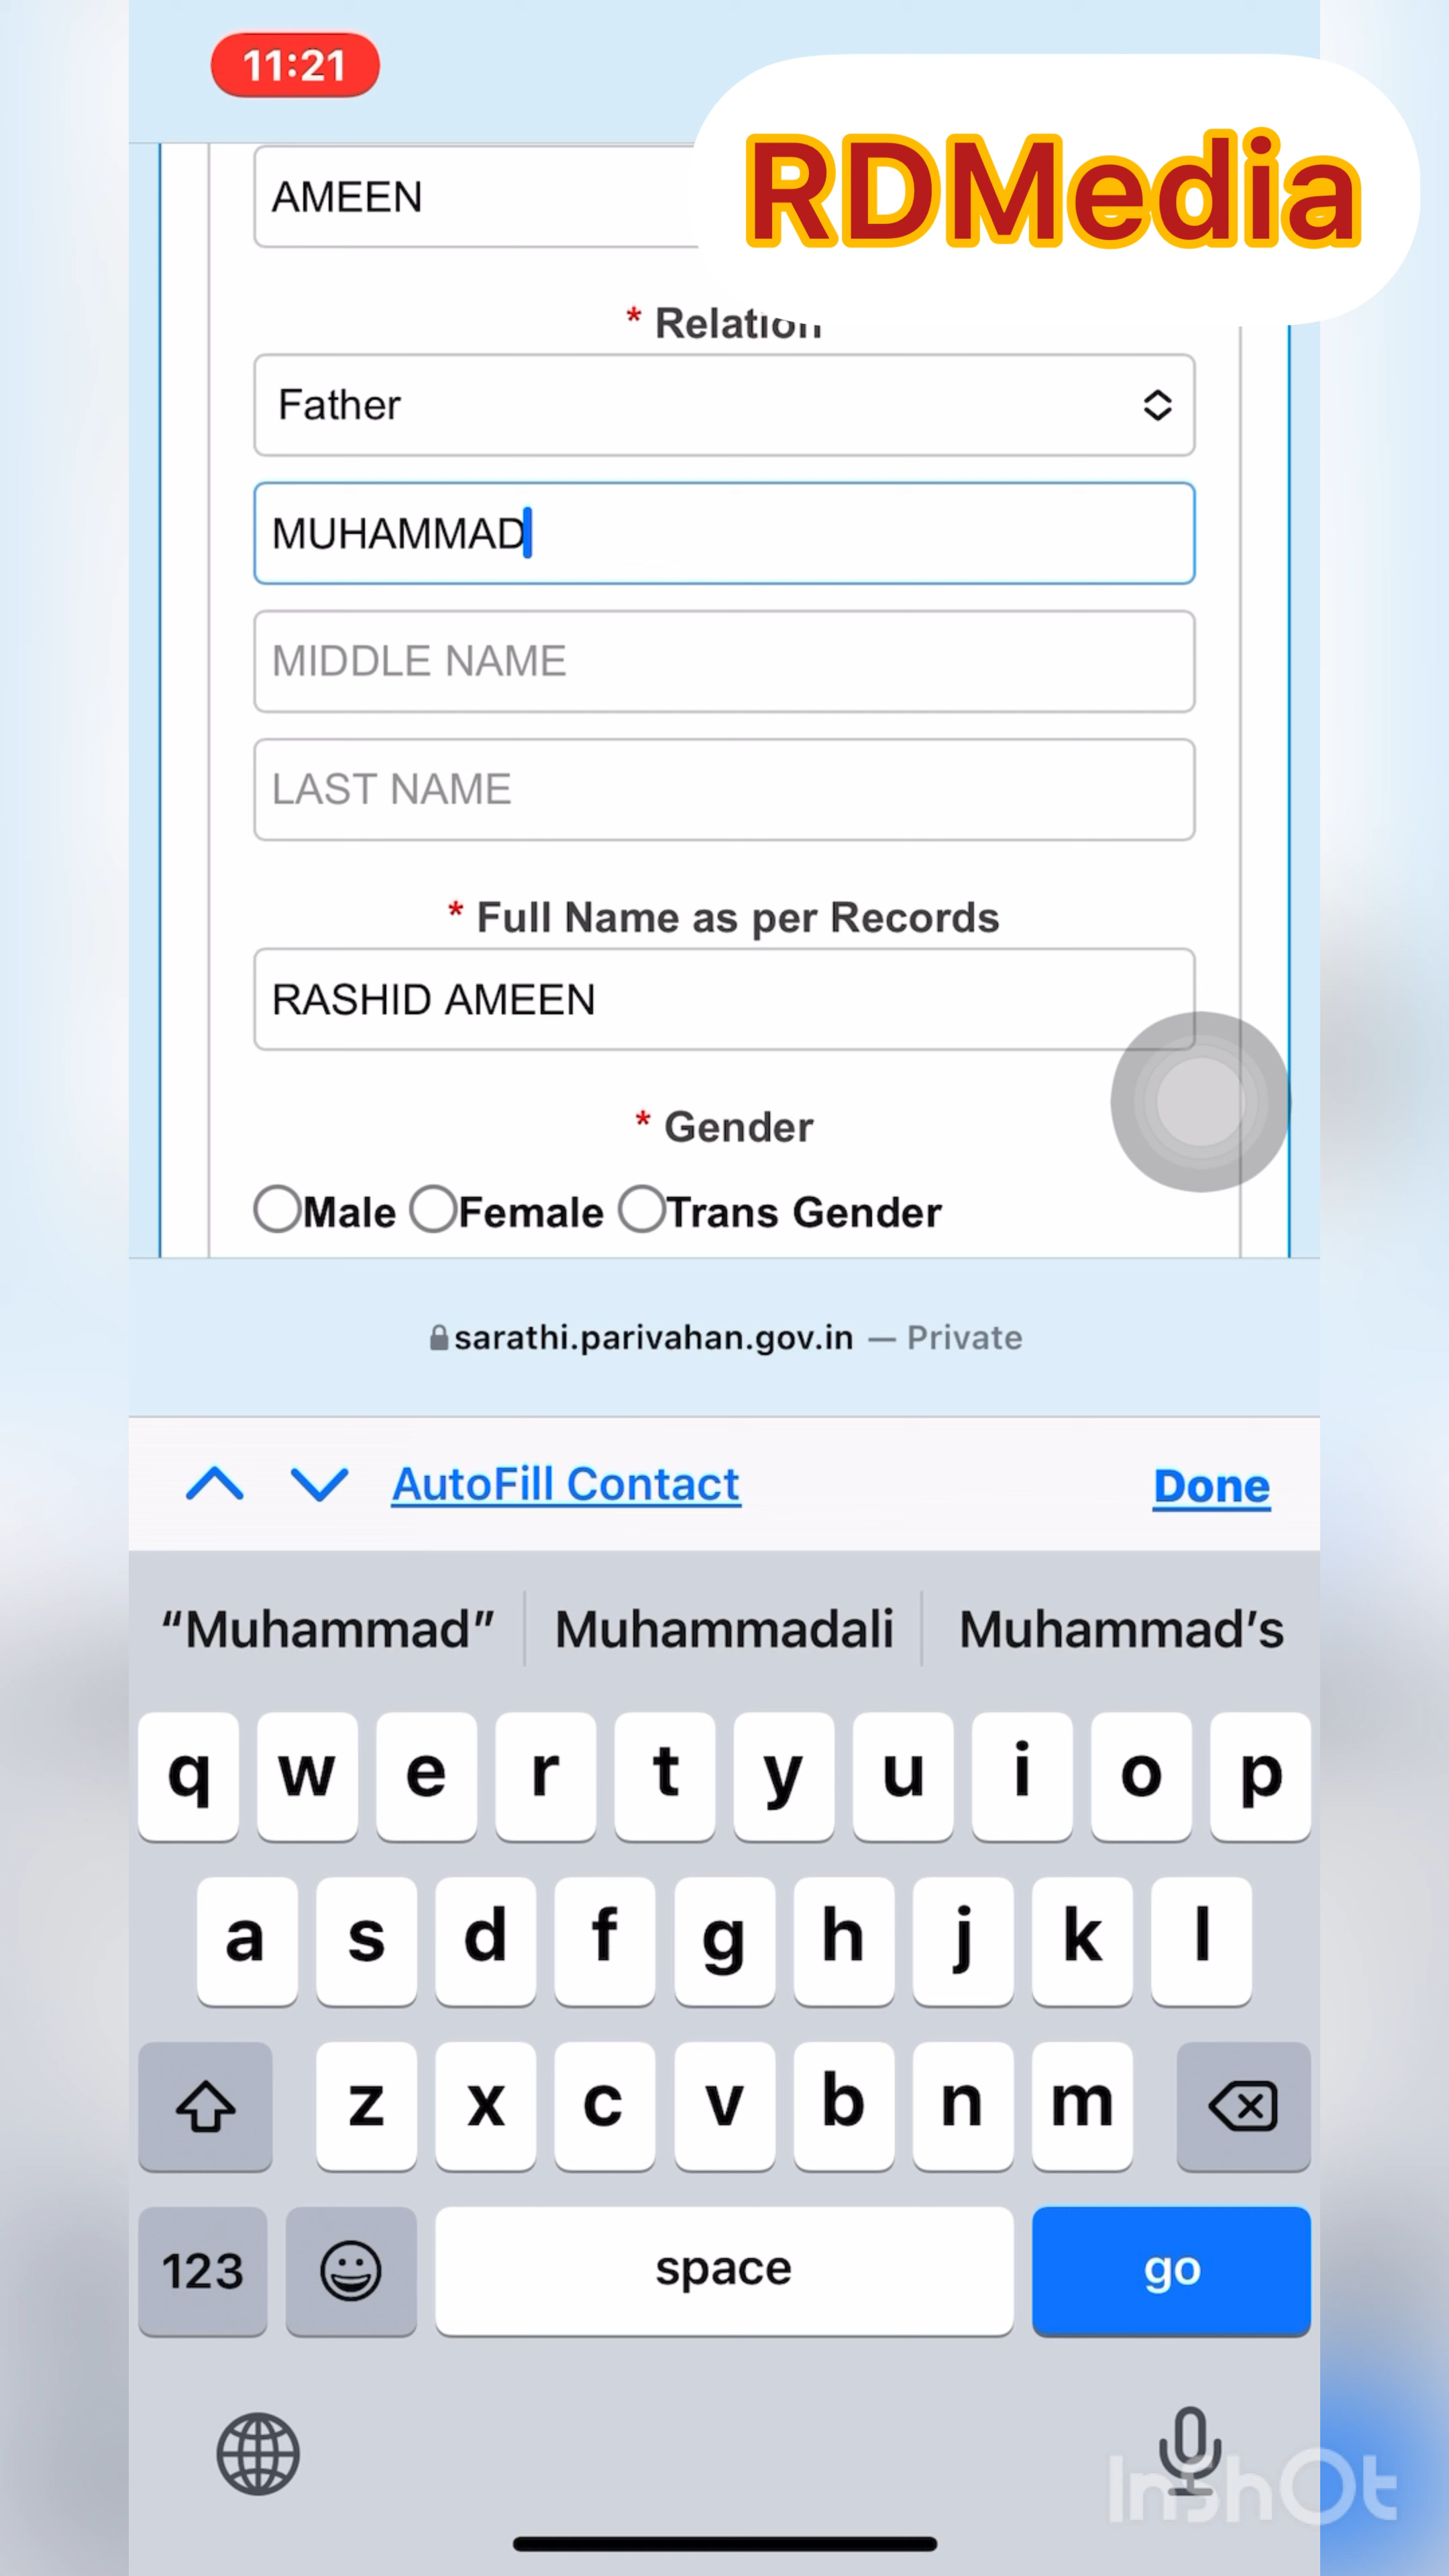 11:21
RDMedia
AMEEN
* Relation
Father
MUHAMMAD
MIDDLE NAME
LAST NAME
* Full Name as per Records
RASHID AMEEN
* Gender
Male Female Trans Gender
sarathi.parivahan.gov.in — Private
AutoFill Contact Done
“Muhammad” Muhammadali Muhammad’s
q w e r t y u i o p
a s d f g h j k l
z x c v b n m
123 space go
InShOt